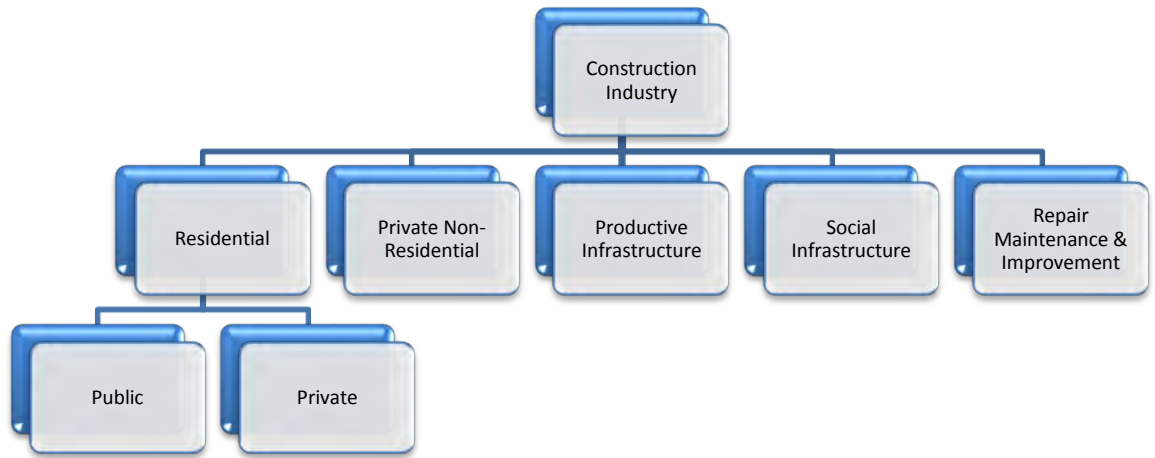 Construction
Industry
Residential
Private Non-
Residential
Productive
Infrastructure
Social
Infrastructure
Repair
Maintenance &
Improvement
Public
Private